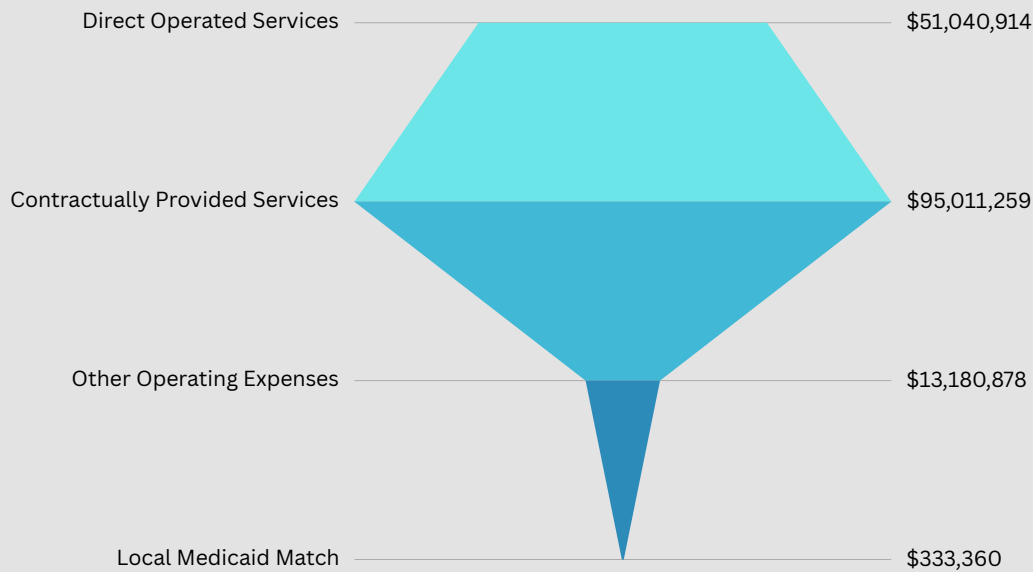 Direct Operated Services $51,040,914
Contractually Provided Services $95,011,259
Other Operating Expenses $13,180,878
Local Medicaid Match $333,360